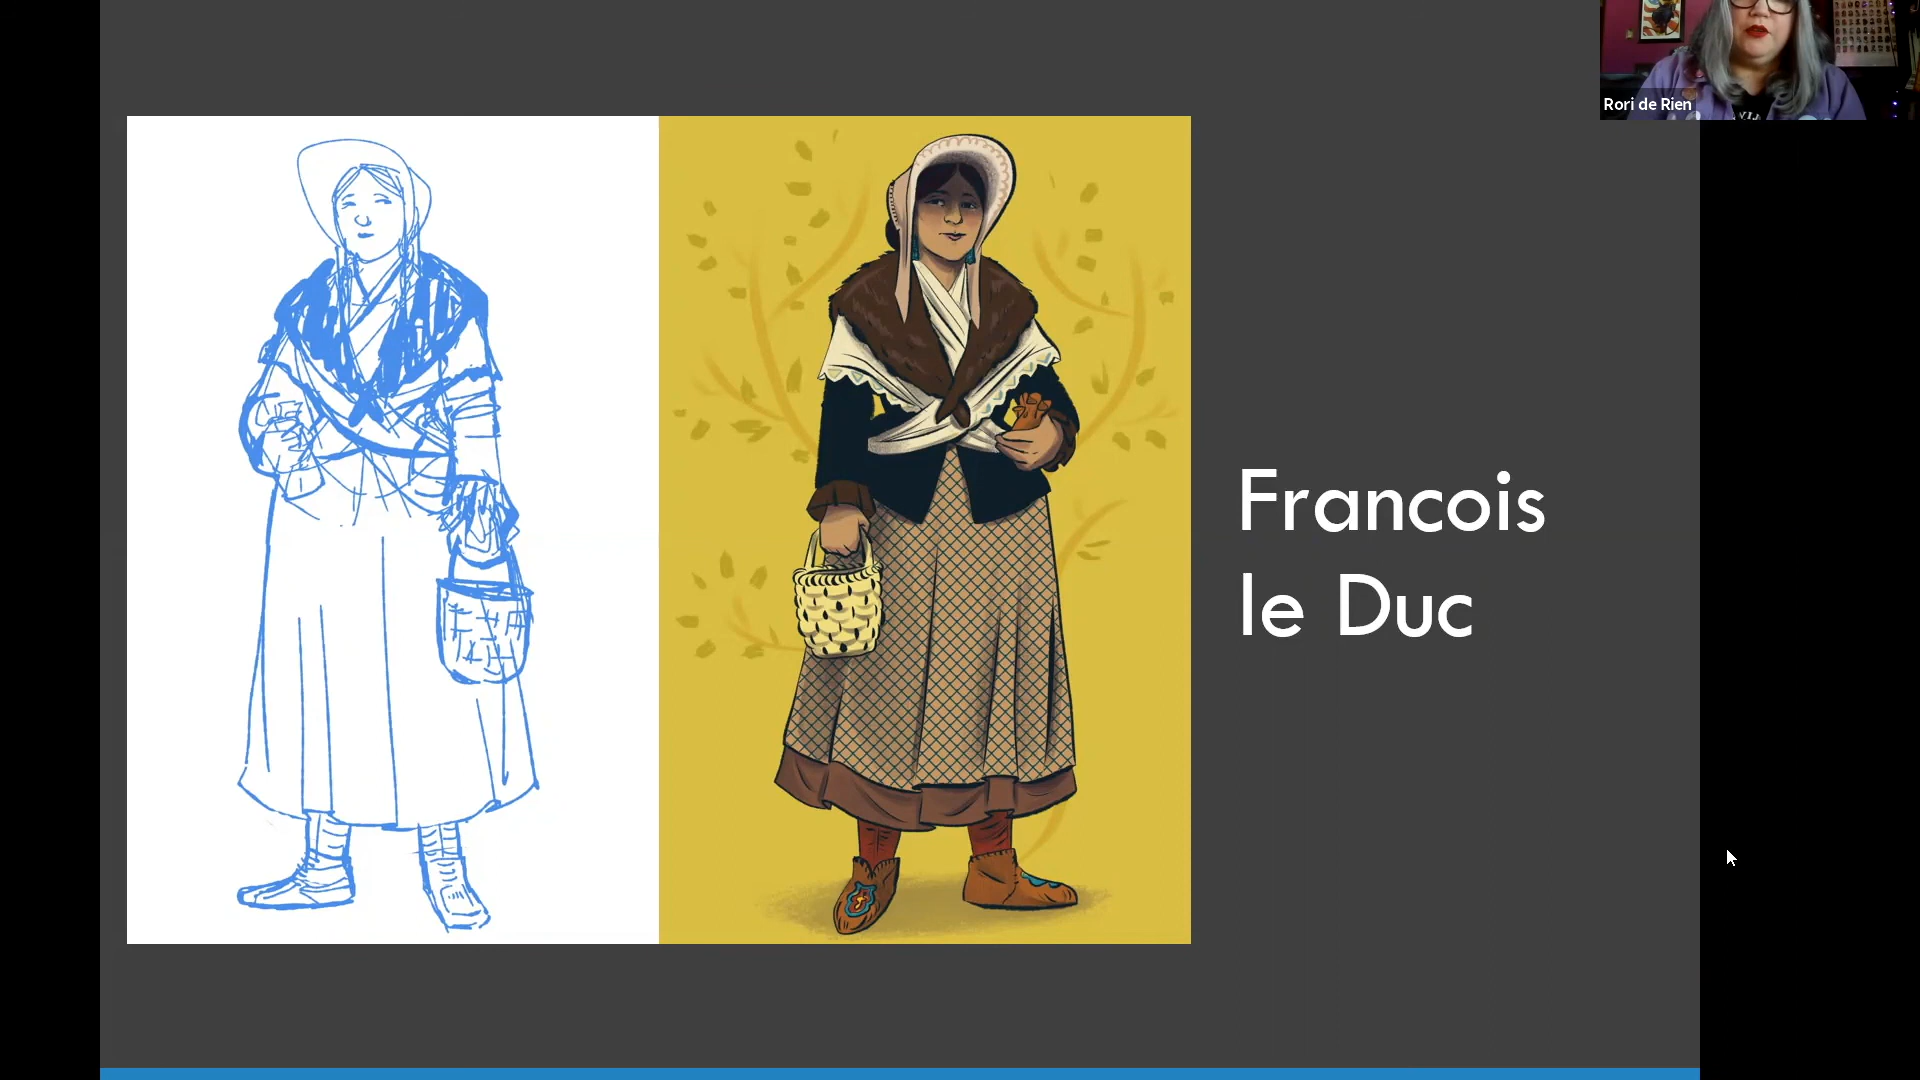 Rori de Rien
Francois
le Duc